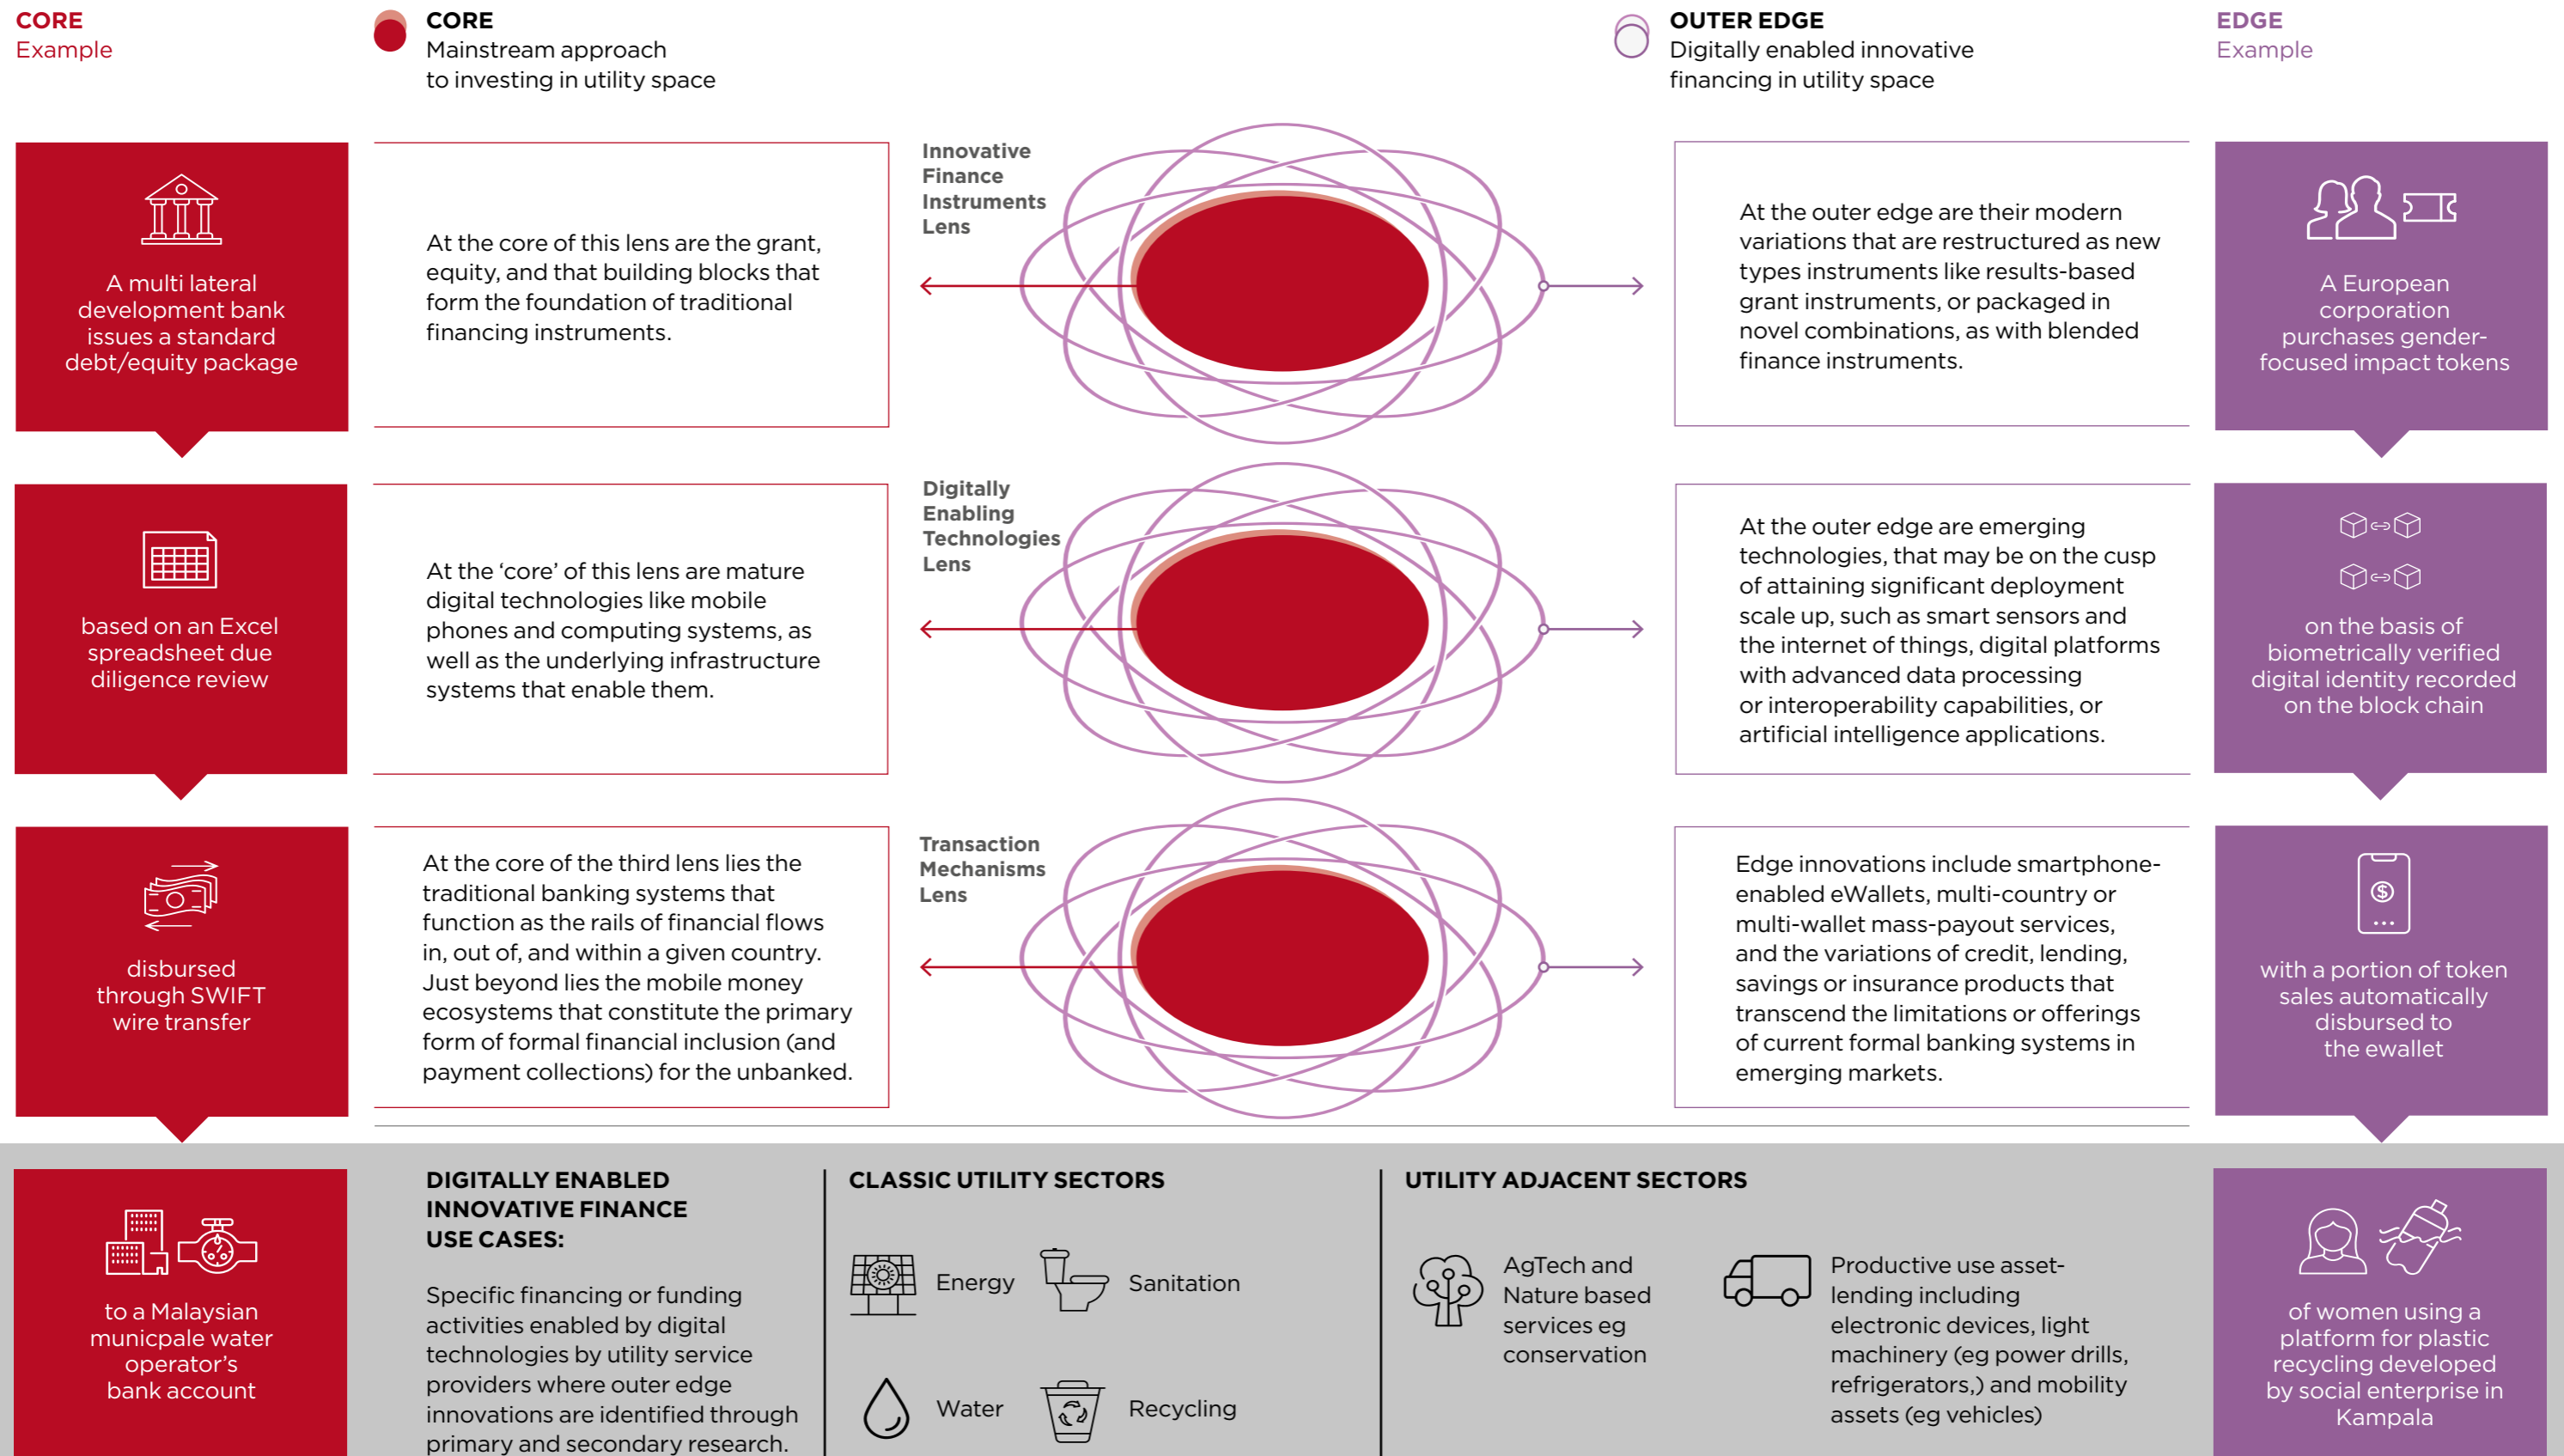 CORE
Example
CORE
Mainstream approach
to investing in utility space
OUTER EDGE
Digitally enabled innovative
financing in utility space
EDGE
Example
A multi lateral
development bank
issues a standard
debt/equity package
At the core of this lens are the grant,
equity, and that building blocks that
form the foundation of traditional
financing instruments.
Innovative
Finance
Instruments
Lens
At the outer edge are their modern
variations that are restructured as new
types instruments like results-based
grant instruments, or packaged in
novel combinations, as with blended
finance instruments.
A European
corporation
purchases gender-
focused impact tokens
based on an Excel
spreadsheet due
diligence review
At the ‘core’ of this lens are mature
digital technologies like mobile
phones and computing systems, as
well as the underlying infrastructure
systems that enable them.
Digitally
Enabling
Technologies
Lens
At the outer edge are emerging
technologies, that may be on the cusp
of attaining significant deployment
scale up, such as smart sensors and
the internet of things, digital platforms
with advanced data processing
or interoperability capabilities, or
artificial intelligence applications.
on the basis of
biometrically verified
digital identity recorded
on the block chain
disbursed
through SWIFT
wire transfer
At the core of the third lens lies the
traditional banking systems that
function as the rails of financial flows
in, out of, and within a given country.
Just beyond lies the mobile money
ecosystems that constitute the primary
form of formal financial inclusion (and
payment collections) for the unbanked.
Transaction
Mechanisms
Lens
Edge innovations include smartphone-
enabled eWallets, multi-country or
multi-wallet mass-payout services,
and the variations of credit, lending,
savings or insurance products that
transcend the limitations or offerings
of current formal banking systems in
emerging markets.
$
with a portion of token
sales automatically
disbursed to
the ewallet
to a Malaysian
municpale water
operator’s
bank account
DIGITALLY ENABLED
INNOVATIVE FINANCE
USE CASES:
Specific financing or funding
activities enabled by digital
technologies by utility service
providers where outer edge
innovations are identified through
primary and secondary research.
CLASSIC UTILITY SECTORS
Energy
Sanitation
Water
Recycling
UTILITY ADJACENT SECTORS
AgTech and
Nature based
services eg
conservation
Productive use asset-
lending including
electronic devices, light
machinery (eg power drills,
refrigerators,) and mobility
assets (eg vehicles)
of women using a
platform for plastic
recycling developed
by social enterprise in
Kampala